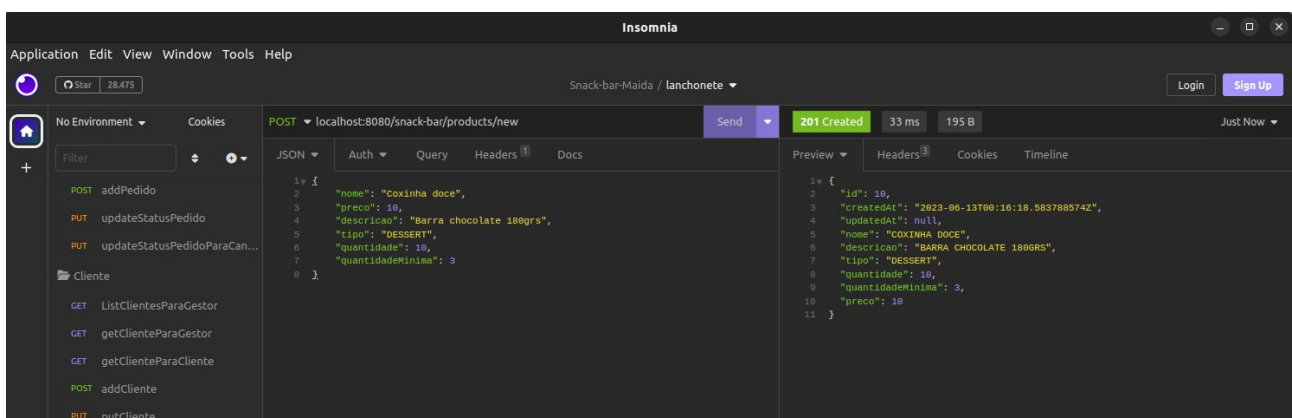 Insomnia
Application Edit View Window Tools Help
Star 28.475
Snack-bar-Maida / lanchonete
Login
Sign Up
No Environment
Cookies
POST localhost:8080/snack-bar/products/new
Send
201 Created
33 ms
195 B
Just Now
Filter
JSON
Auth
Query
Headers 1
Docs
Preview
Headers 3
Cookies
Timeline
POST addPedido
PUT updateStatusPedido
PUT updateStatusPedidoParaCan...
Cliente
GET ListClientesParaGestor
GET getClienteParaGestor
GET getClienteParaCliente
POST addCliente
PUT putCliente
1 {
2 "nome": "Coxinha doce",
3 "preco": 10,
4 "descricao": "Barra chocolate 180grs",
5 "tipo": "DESSERT",
6 "quantidade": 10,
7 "quantidadeMinima": 3
8 }
1 {
2 "id": 10,
3 "createdAt": "2023-06-13T00:16:18.583788574Z",
4 "updatedAt": null,
5 "nome": "COXINHA DOCE",
6 "descricao": "BARRA CHOCOLATE 180GRS",
7 "tipo": "DESSERT",
8 "quantidade": 10,
9 "quantidadeMinima": 3,
10 "preco": 10
11 }